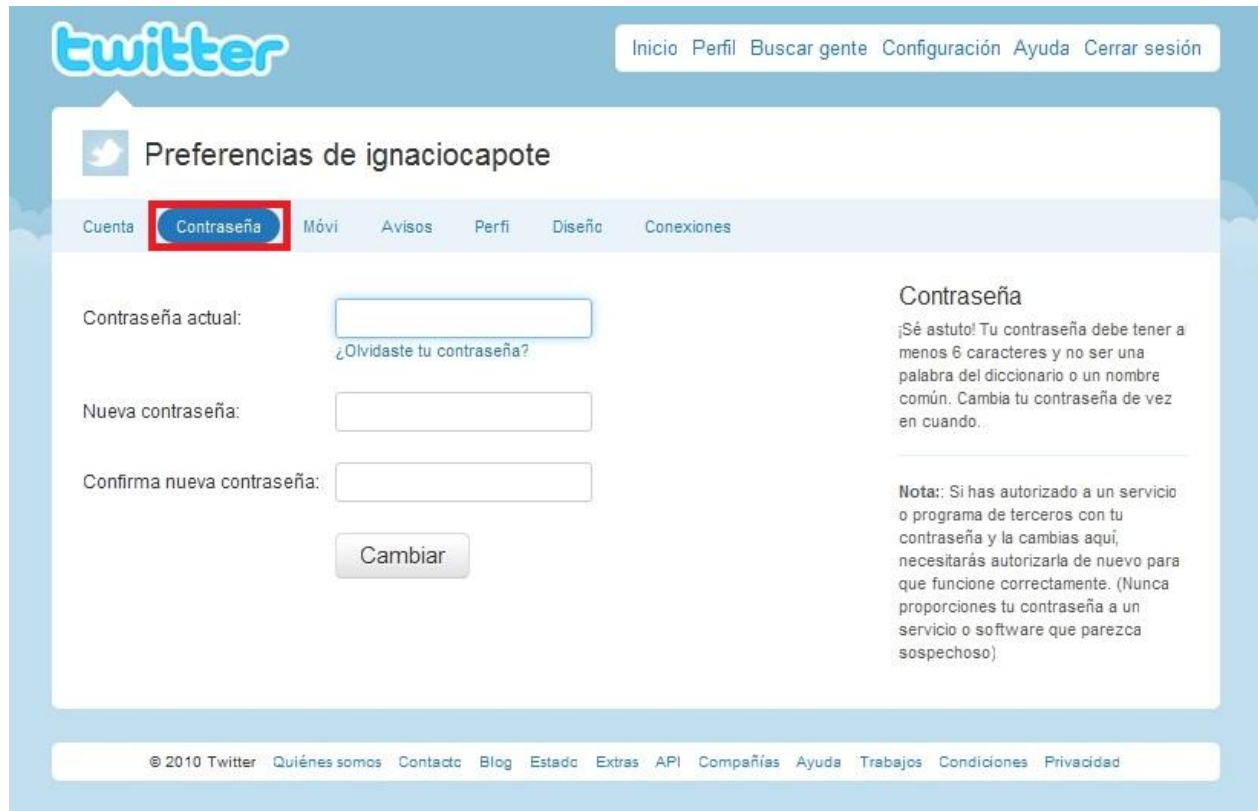 twitter
Inicio Perfil Buscar gente Configuración Ayuda Cerrar sesión
Preferencias de ignaciocapote
Cuenta Contraseña Móvi Avisos Perfi Diseño Conexiones
Contraseña actual:
¿Olvidaste tu contraseña?
Nueva contraseña:
Confirma nueva contraseña:
Cambiar
Contraseña
¡Sé astuto! Tu contraseña debe tener a
menos 6 caracteres y no ser una
palabra del diccionario o un nombre
común. Cambia tu contraseña de vez
en cuando.
Nota:: Si has autorizado a un servicio
o programa de terceros con tu
contraseña y la cambias aquí,
necesitarás autorizarla de nuevo para
que funcione correctamente. (Nunca
proporciones tu contraseña a un
servicio o software que parezca
sospechoso)
© 2010 Twitter Quiénes somos Contacto Blog Estado Extras API Compañías Ayuda Trabajos Condiciones Privacidad